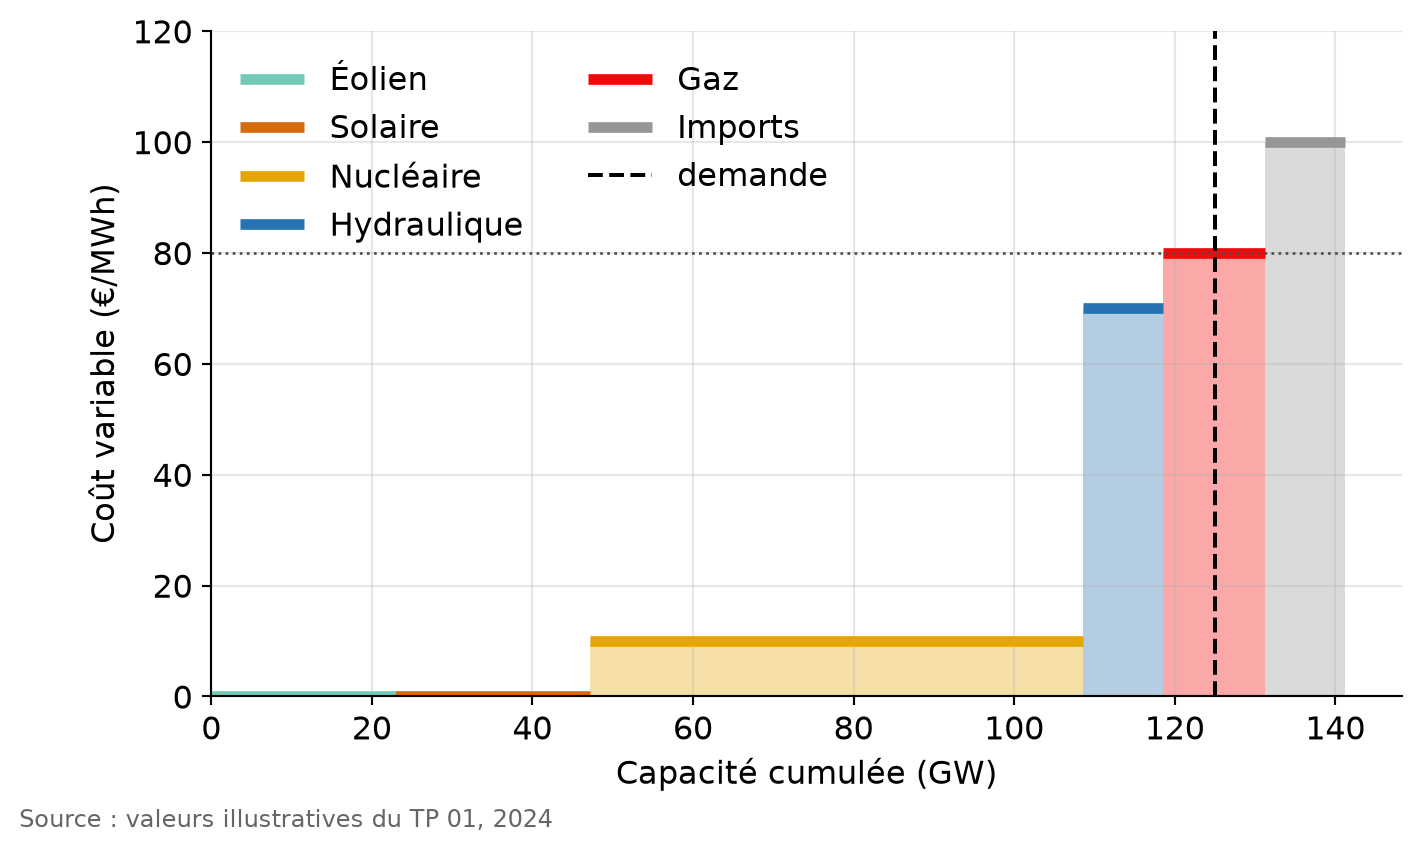 120
100
80
60
40
20
0
Coût variable (€/MWh)
Éolien
Solaire
Nucléaire
Hydraulique
Gaz
Imports
demande
0 20 40 60 80 100 120 140
Capacité cumulée (GW)
Source : valeurs illustratives du TP 01, 2024